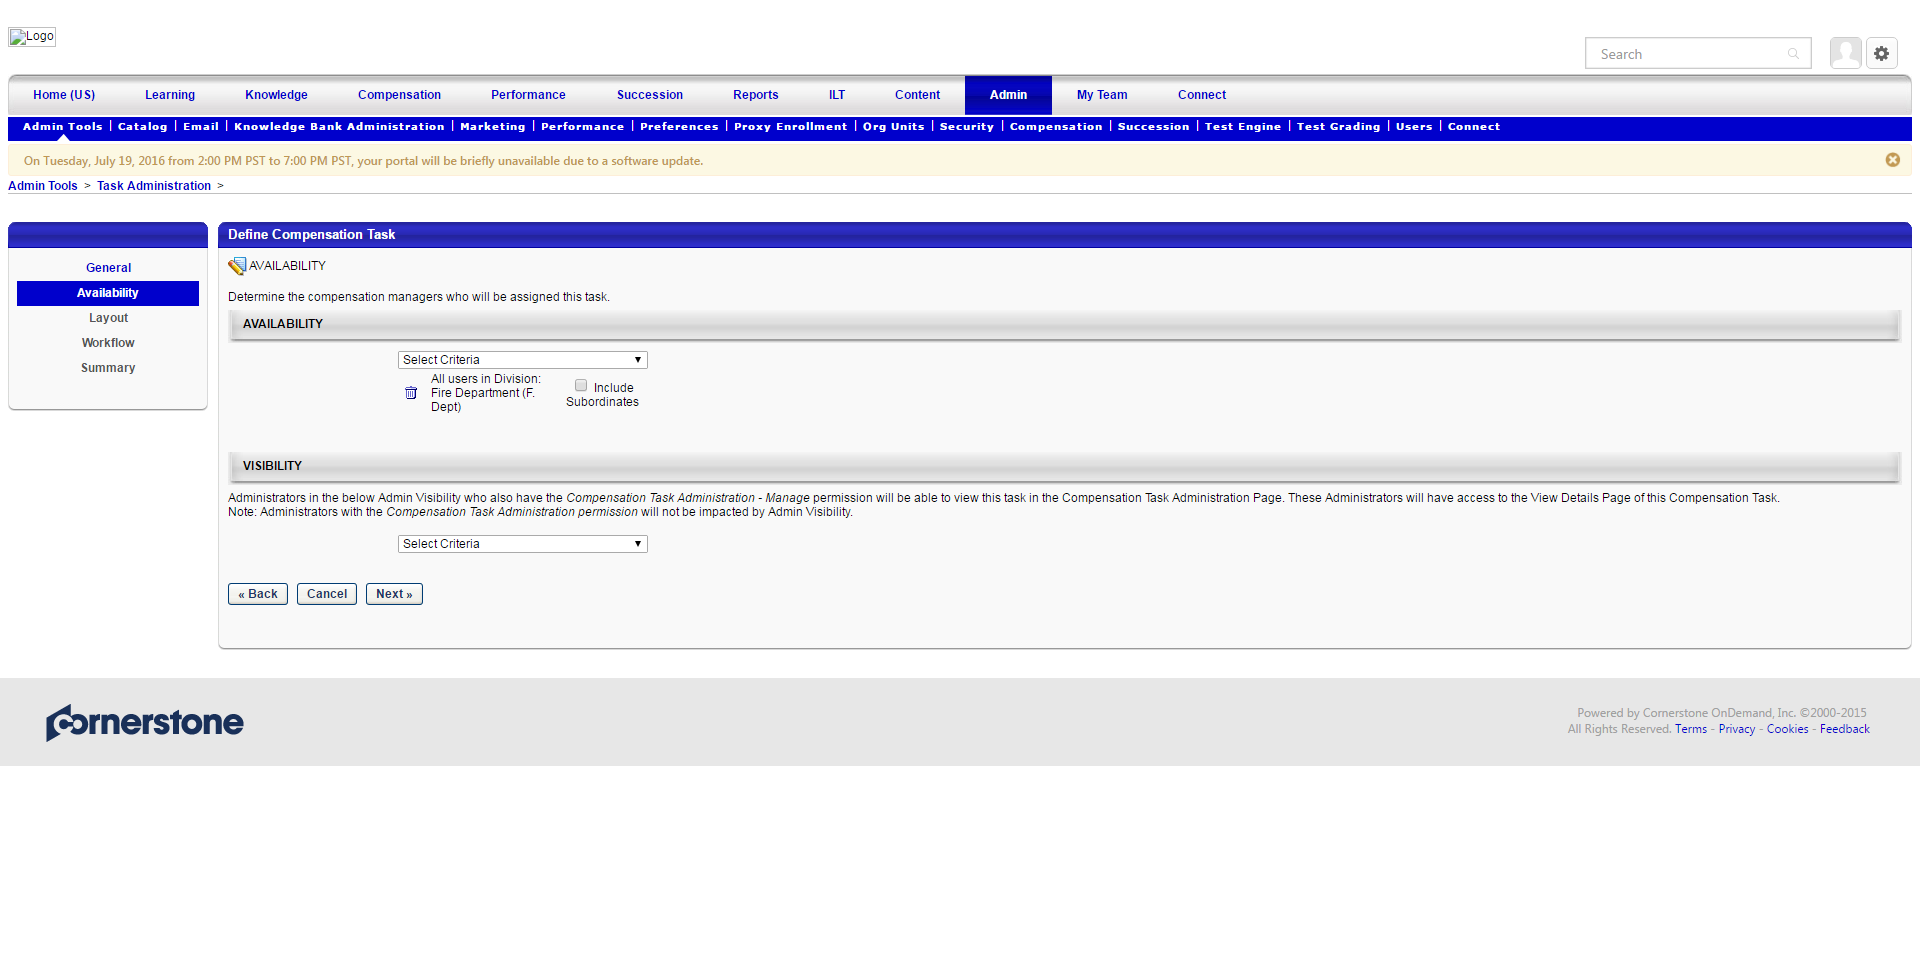 Logo
Search
Home (US) Learning Knowledge Compensation Performance Succession Reports ILT Content Admin My Team Connect
Admin Tools | Catalog | Email | Knowledge Bank Administration | Marketing | Performance | Preferences | Proxy Enrollment | Org Units | Security | Compensation | Succession | Test Engine | Test Grading | Users | Connect
On Tuesday, July 19, 2016 from 2:00 PM PST to 7:00 PM PST, your portal will be briefly unavailable due to a software update.
Admin Tools > Task Administration >
General
Availability
Layout
Workflow
Summary
Define Compensation Task
AVAILABILITY
Determine the compensation managers who will be assigned this task.
AVAILABILITY
Select Criteria
All users in Division:
Fire Department (F.
Dept)
Include
Subordinates
VISIBILITY
Administrators in the below Admin Visibility who also have the Compensation Task Administration - Manage permission will be able to view this task in the Compensation Task Administration Page. These Administrators will have access to the View Details Page of this Compensation Task.
Note: Administrators with the Compensation Task Administration permission will not be impacted by Admin Visibility.
Select Criteria
« Back Cancel Next »
Cornerstone
Powered by Cornerstone OnDemand, Inc. ©2000-2015
All Rights Reserved. Terms - Privacy - Cookies - Feedback